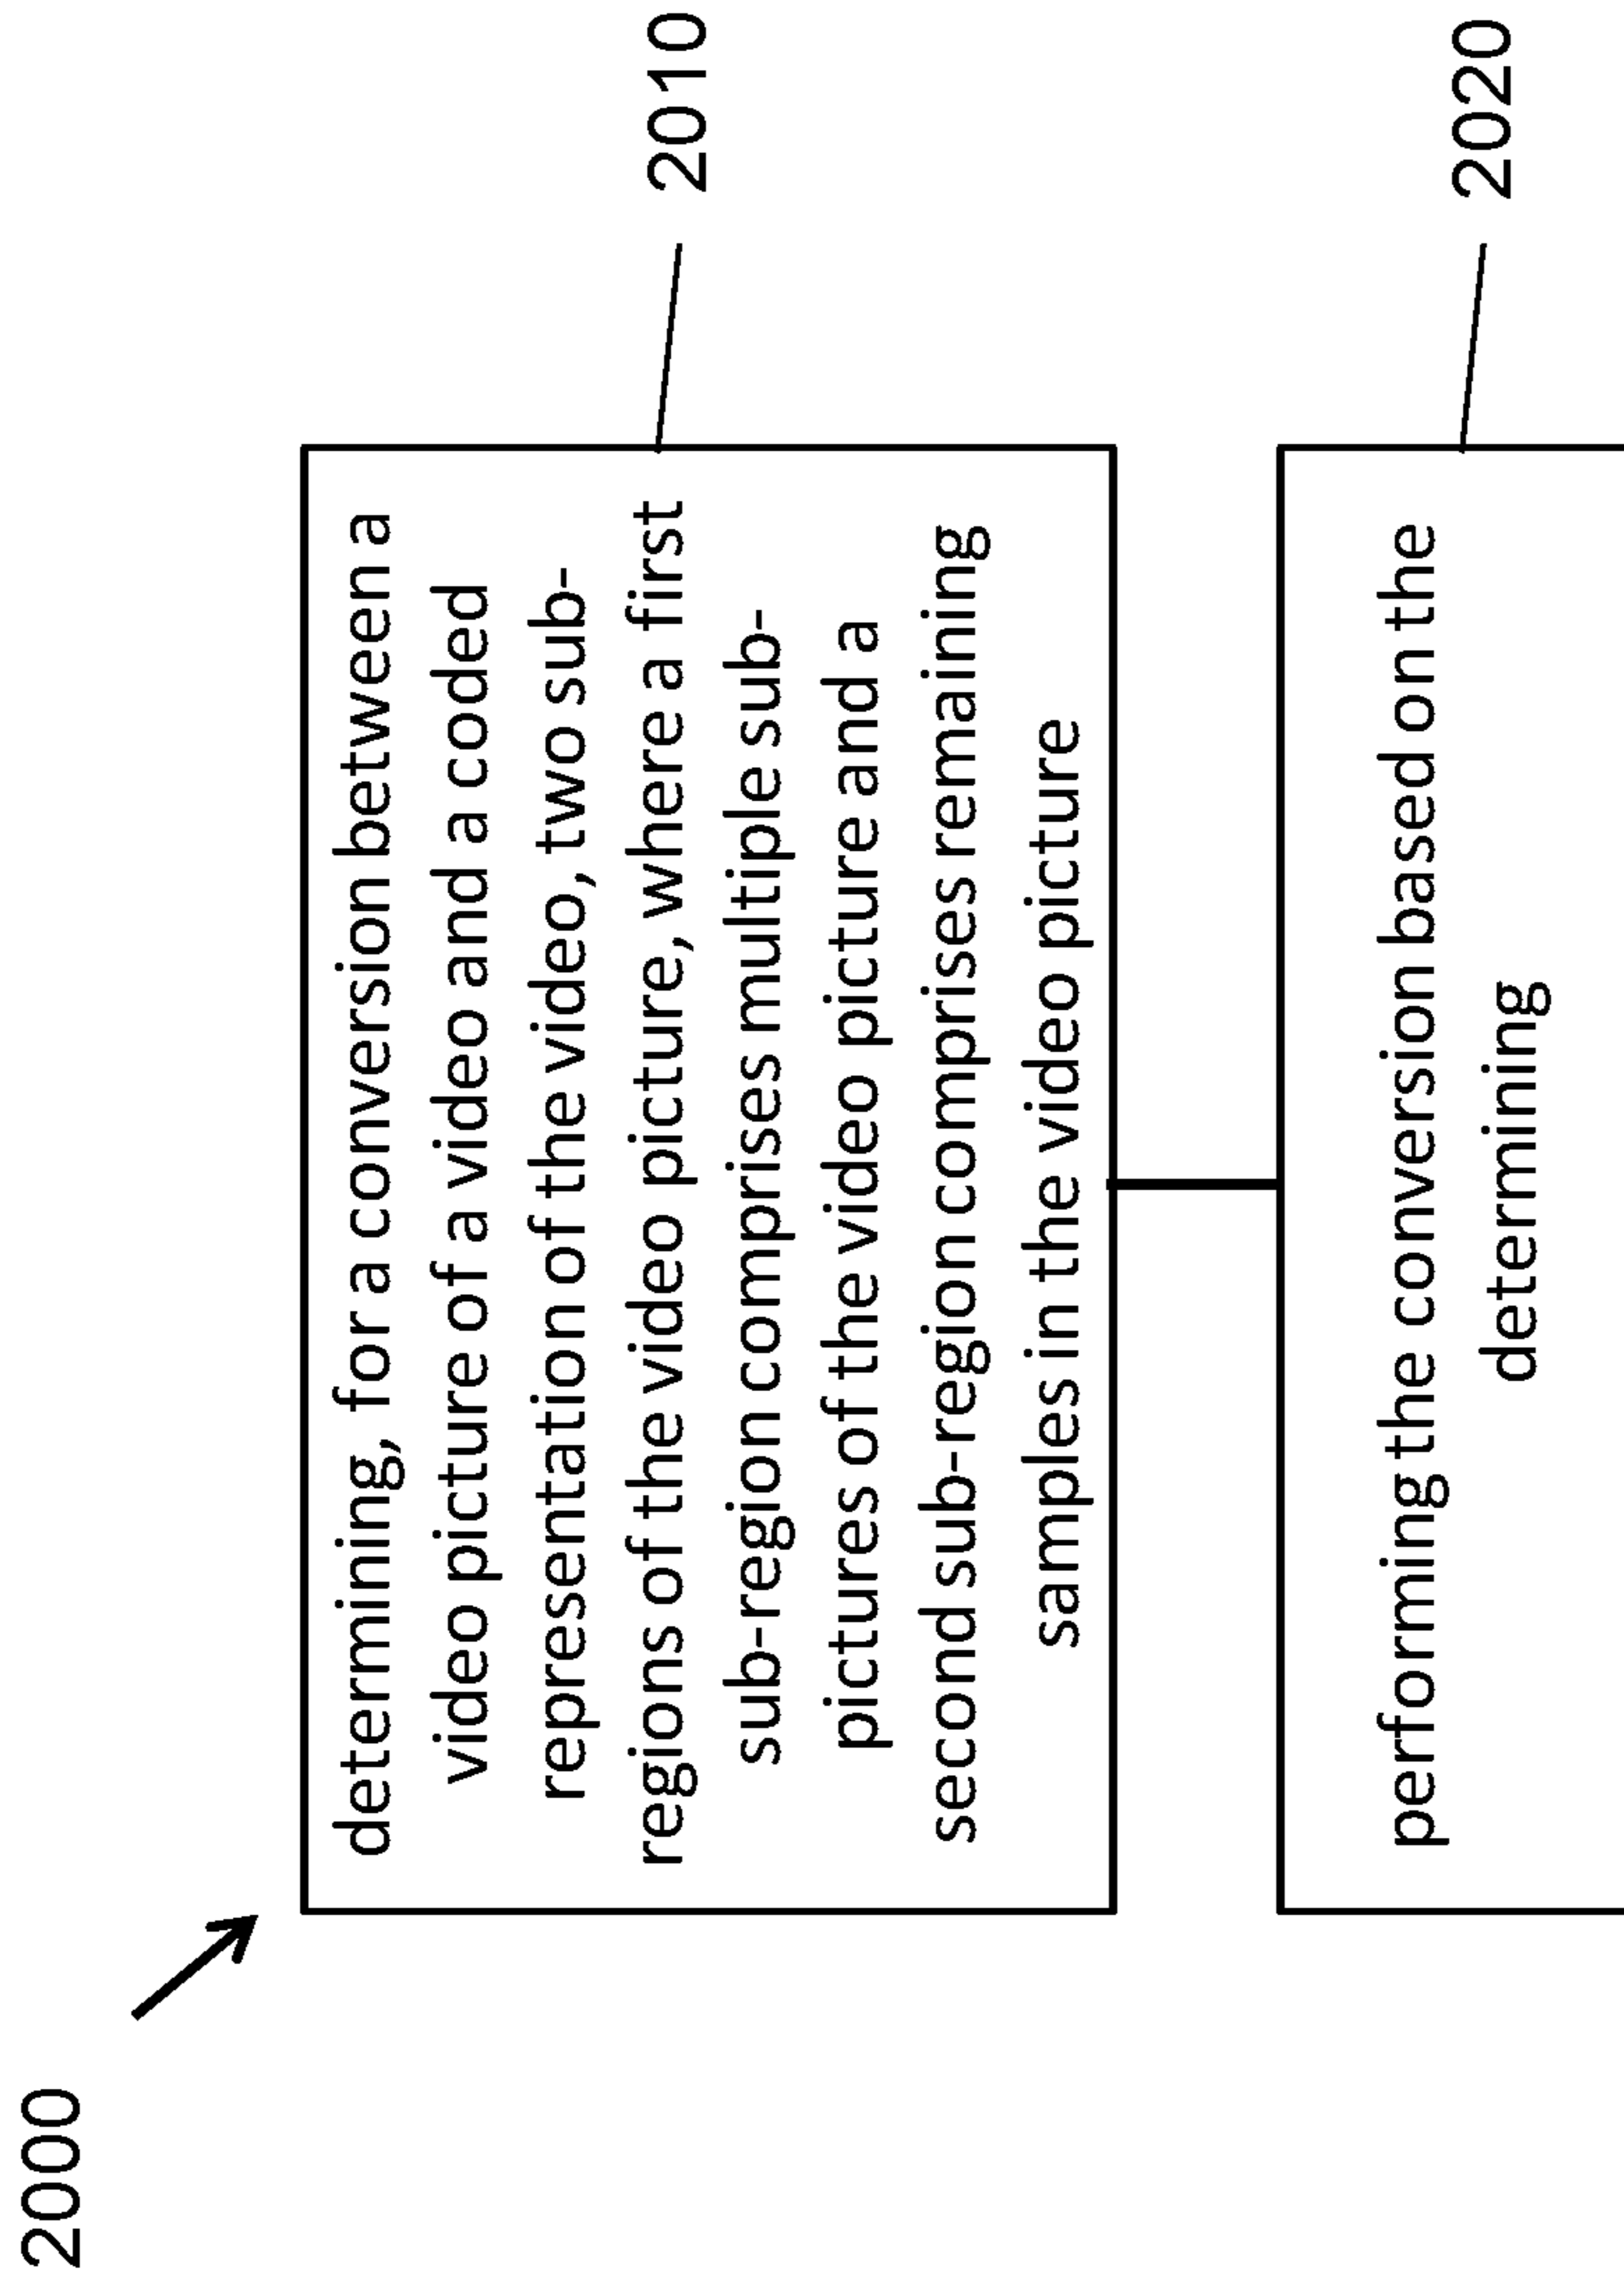 2000
determining, for a conversion between a
video picture of a video and a coded
representation of the video, two sub-
regions of the video picture, where a first
sub-region comprises multiple sub-
pictures of the video picture and a
second sub-region comprises remaining
samples in the video picture
2010
performing the conversion based on the
determining
2020